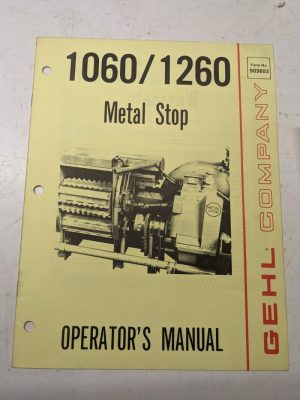 1060/1260
Form No.
903603
Metal Stop
GEHL COMPANY
OPERATOR'S MANUAL